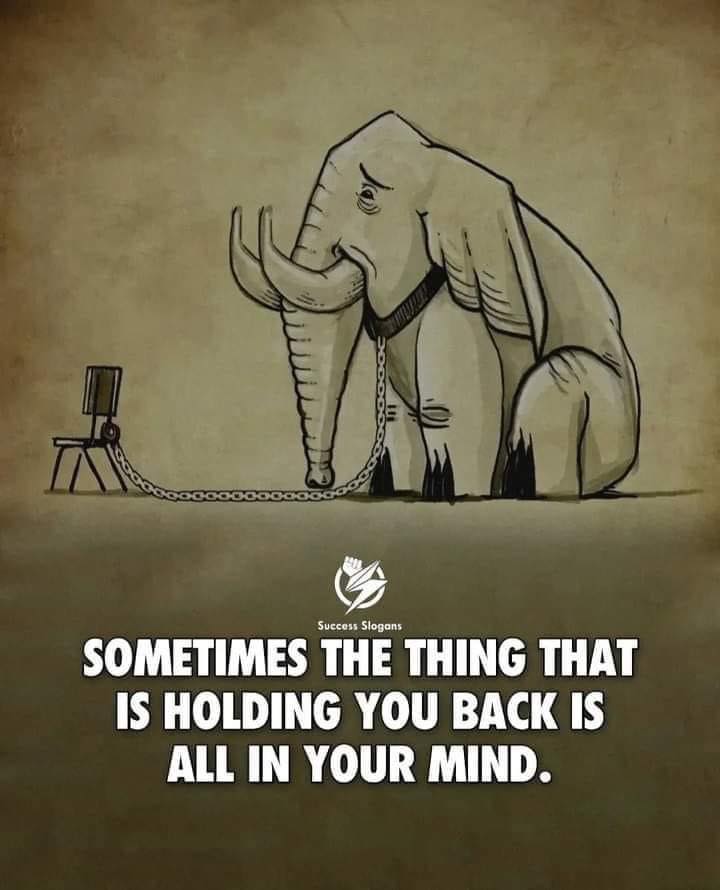 Success Slogans
SOMETIMES THE THING THAT
IS HOLDING YOU BACK IS
ALL IN YOUR MIND.